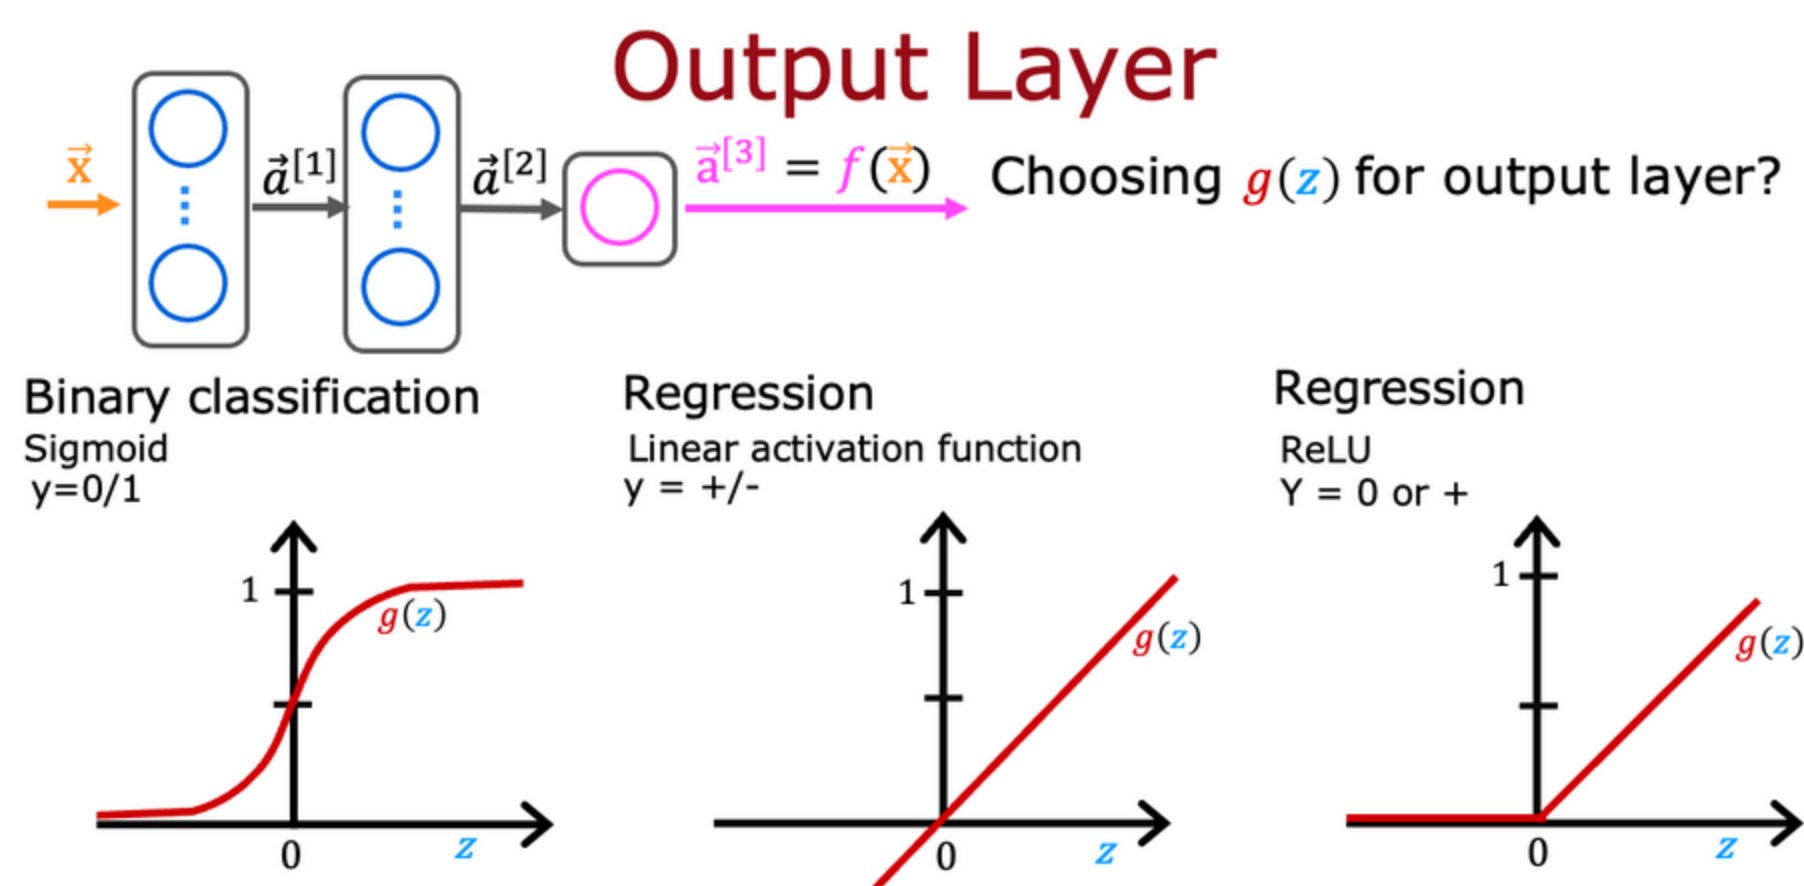 Output Layer
x⃗
a⃗[1]
a⃗[2]
a⃗[3] = f(x⃗)
Choosing g(z) for output layer?
Binary classification
Sigmoid
y=0/1
1
g(z)
0
z
Regression
Linear activation function
y = +/-
1
g(z)
0
z
Regression
ReLU
Y = 0 or +
1
g(z)
0
z